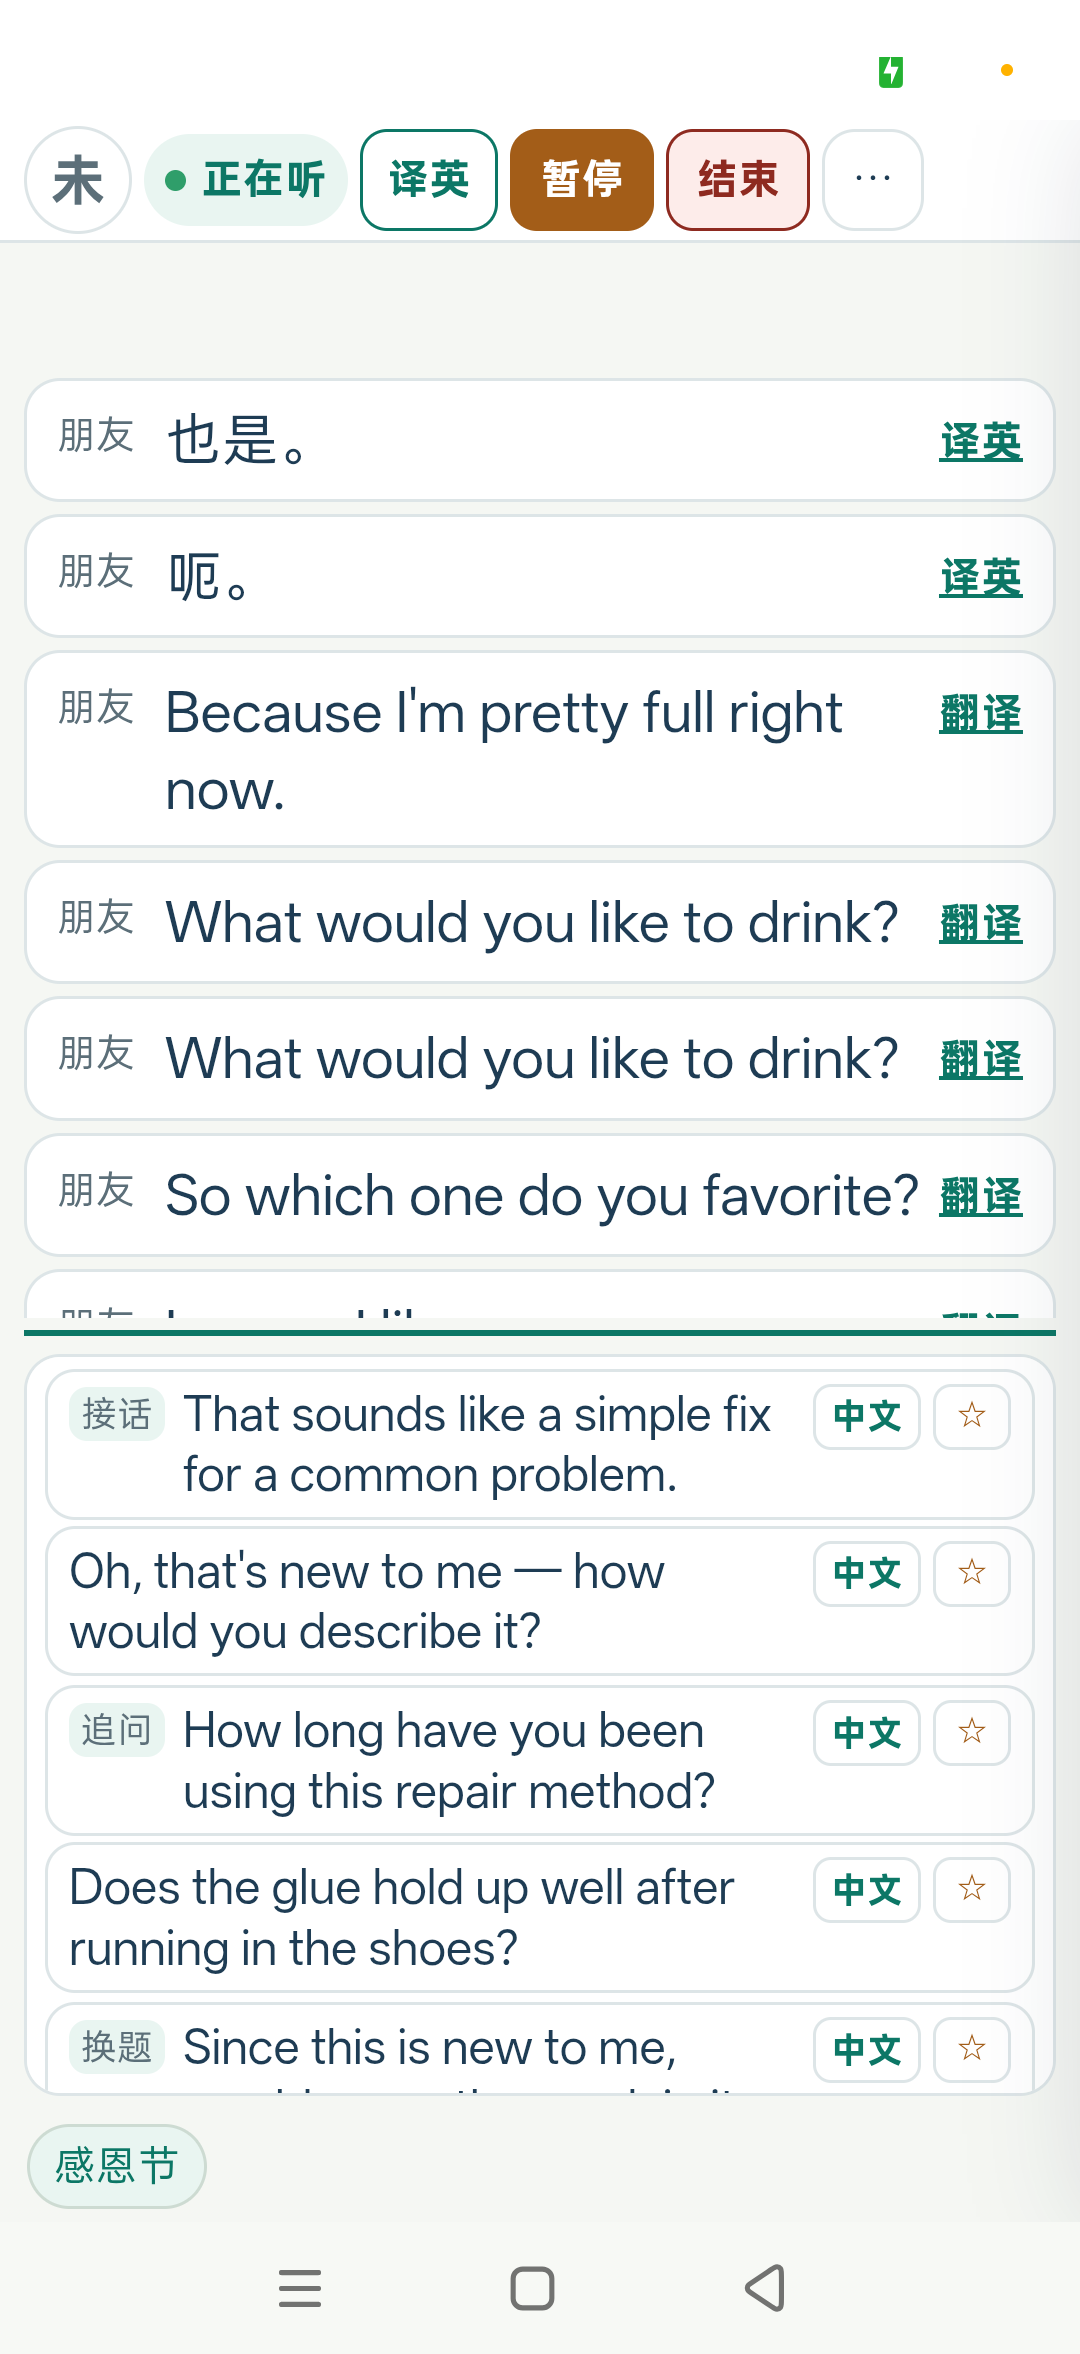 未 正在听 译英 暂停 结束 ...
朋友 也是。 译英
朋友 呃。 译英
朋友 Because I'm pretty full right 翻译
now.
朋友 What would you like to drink? 翻译
朋友 What would you like to drink? 翻译
朋友 So which one do you favorite? 翻译
朋友 翻译
接话 That sounds like a simple fix 中文 ☆
for a common problem.
Oh, that's new to me — how 中文 ☆
would you describe it?
追问 How long have you been 中文 ☆
using this repair method?
Does the glue hold up well after 中文 ☆
running in the shoes?
换题 Since this is new to me, 中文 ☆
感恩节